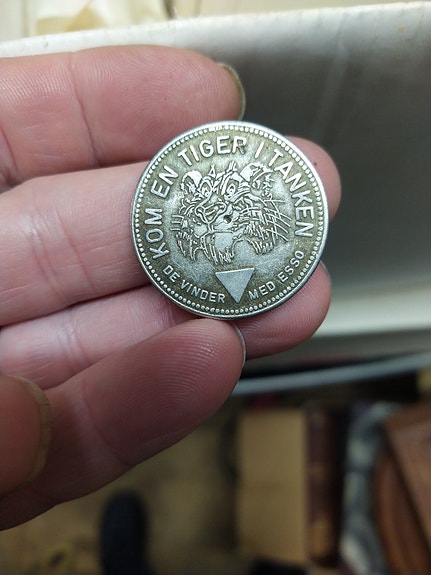 KOM EN TIGER I TANKEN
DE VINDER MED ESSO